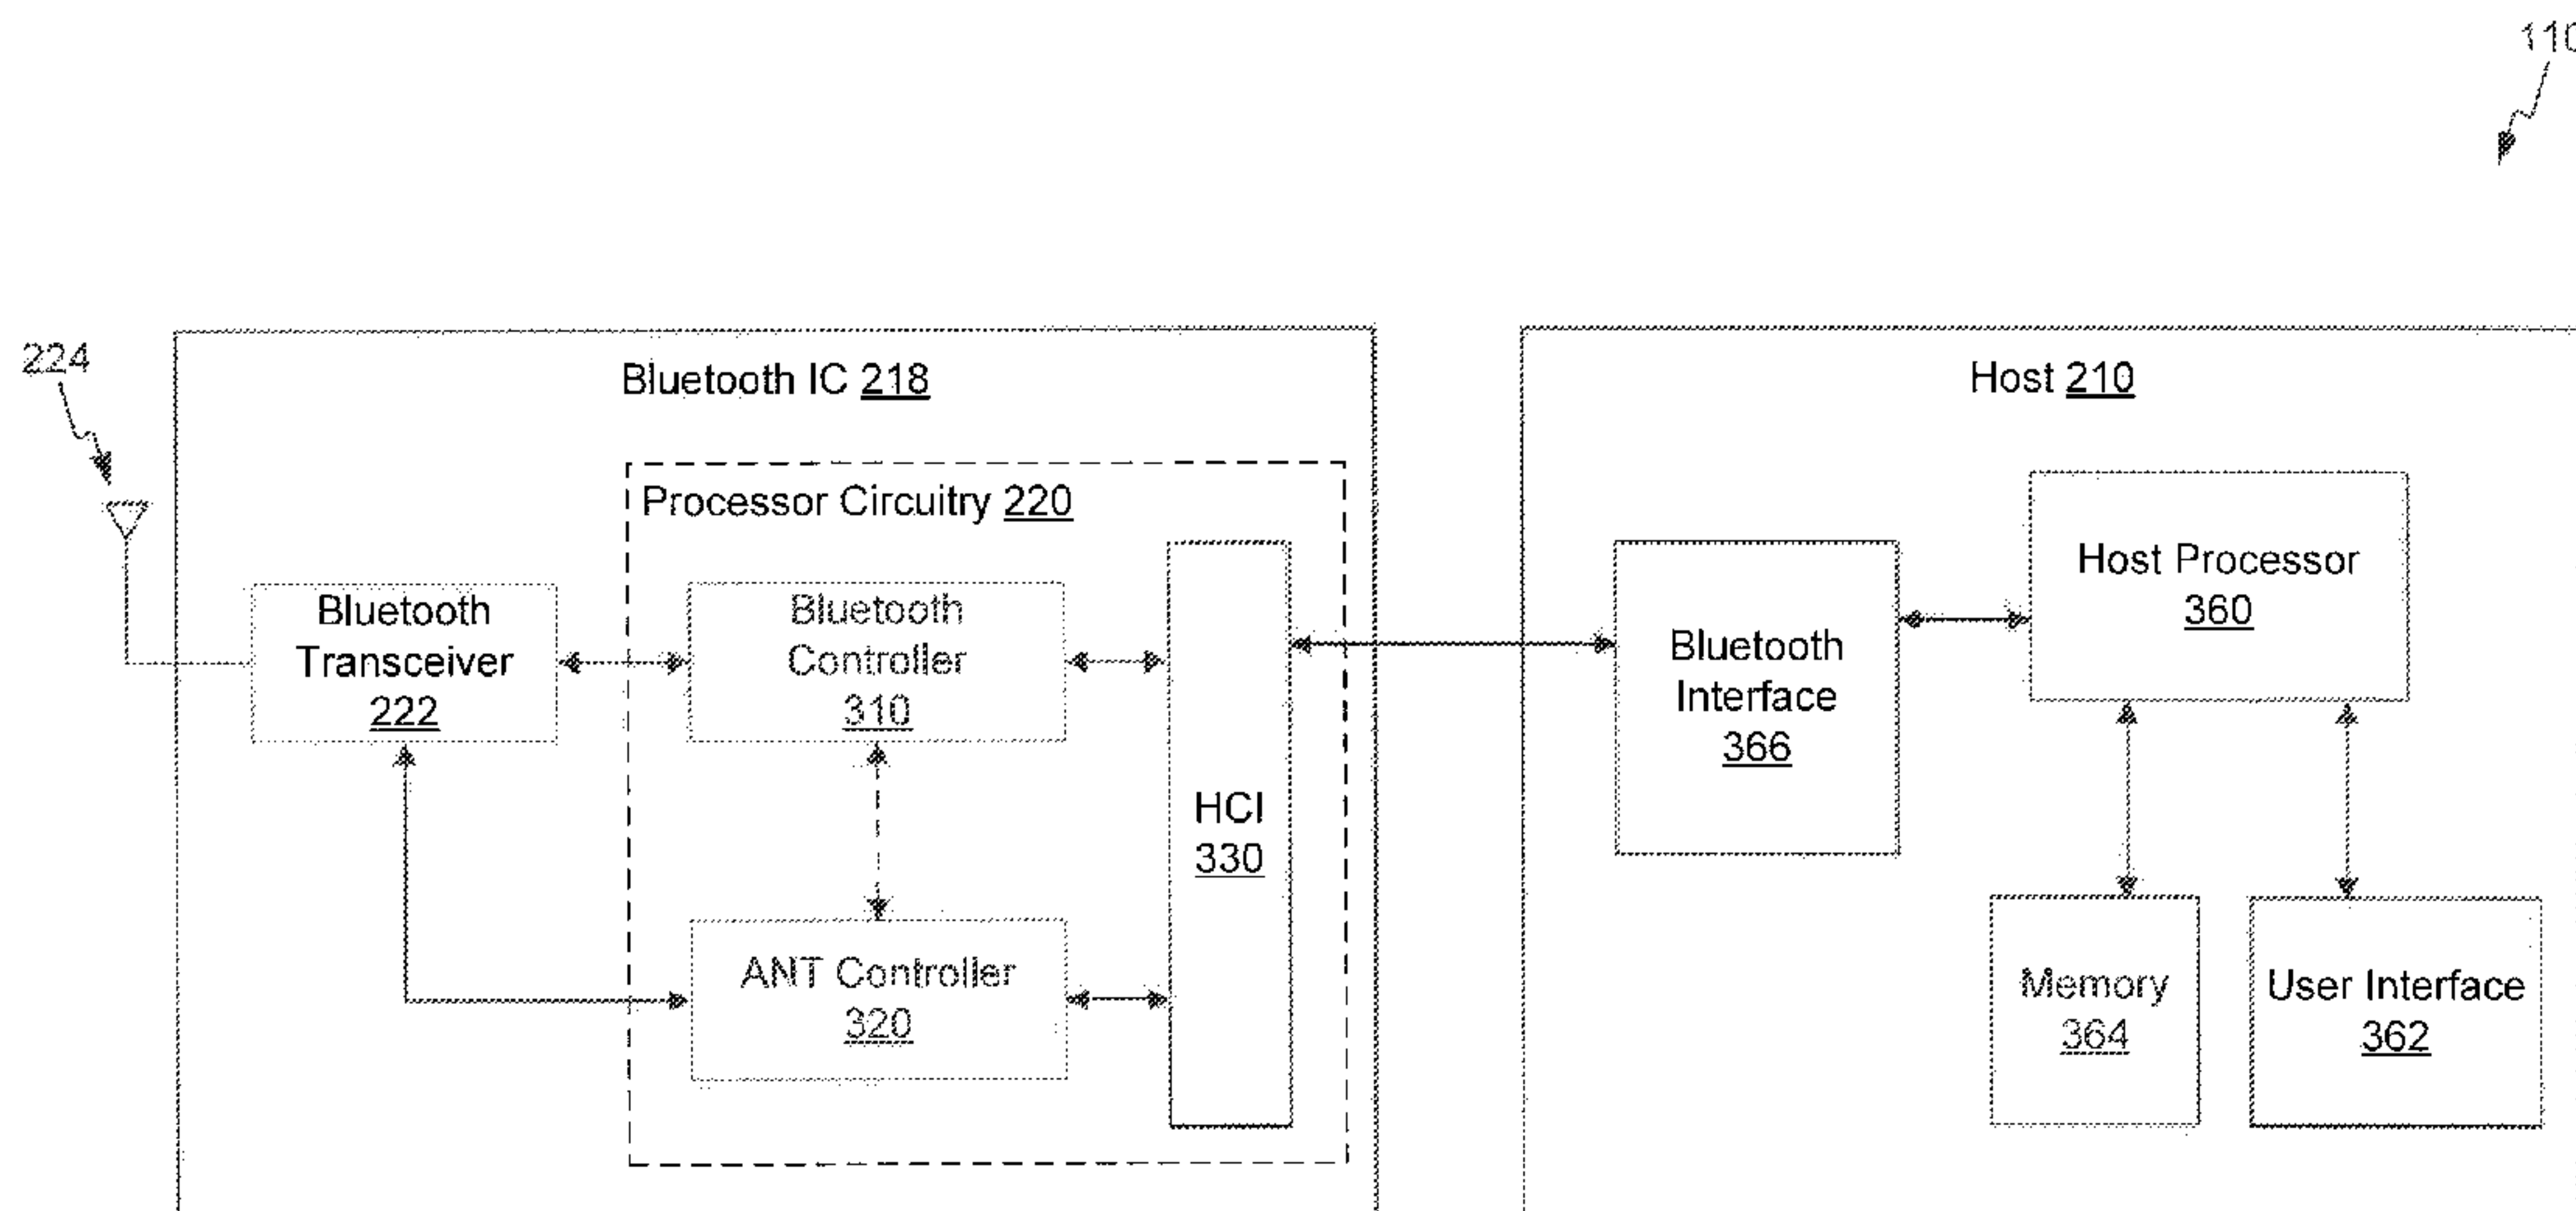 110
224
Bluetooth IC 218
Host 210
Processor Circuitry 220
Bluetooth
Transceiver
222
Bluetooth
Controller
310
ANT Controller
320
HCI
330
Bluetooth
Interface
366
Host Processor
360
Memory
364
User Interface
362